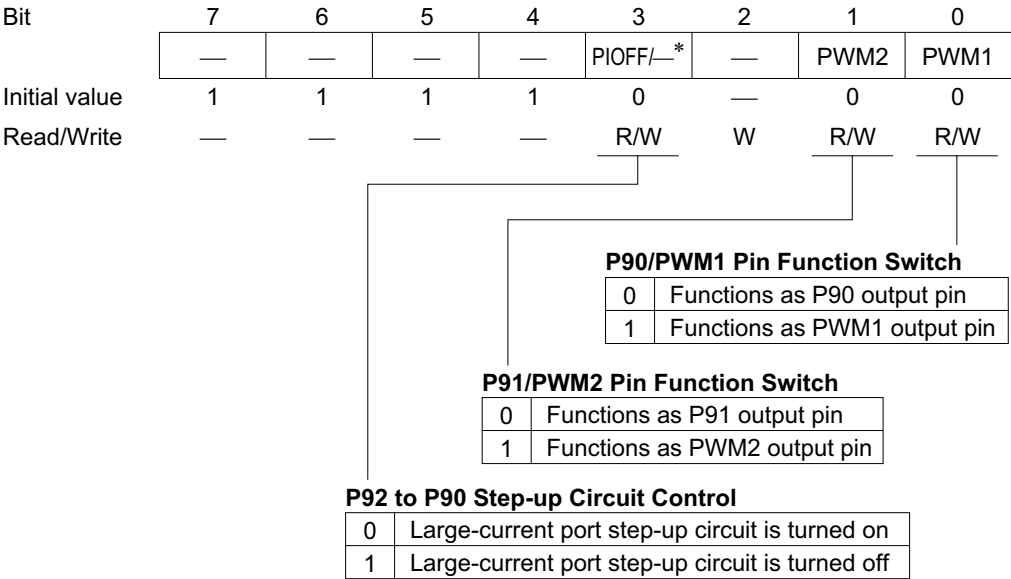 Bit 7 6 5 4 3 2 1 0
— — — — PIOFF/—* — PWM2 PWM1
Initial value 1 1 1 1 0 — 0 0
Read/Write — — — — R/W W R/W R/W
P90/PWM1 Pin Function Switch
0 Functions as P90 output pin
1 Functions as PWM1 output pin
P91/PWM2 Pin Function Switch
0 Functions as P91 output pin
1 Functions as PWM2 output pin
P92 to P90 Step-up Circuit Control
0 Large-current port step-up circuit is turned on
1 Large-current port step-up circuit is turned off